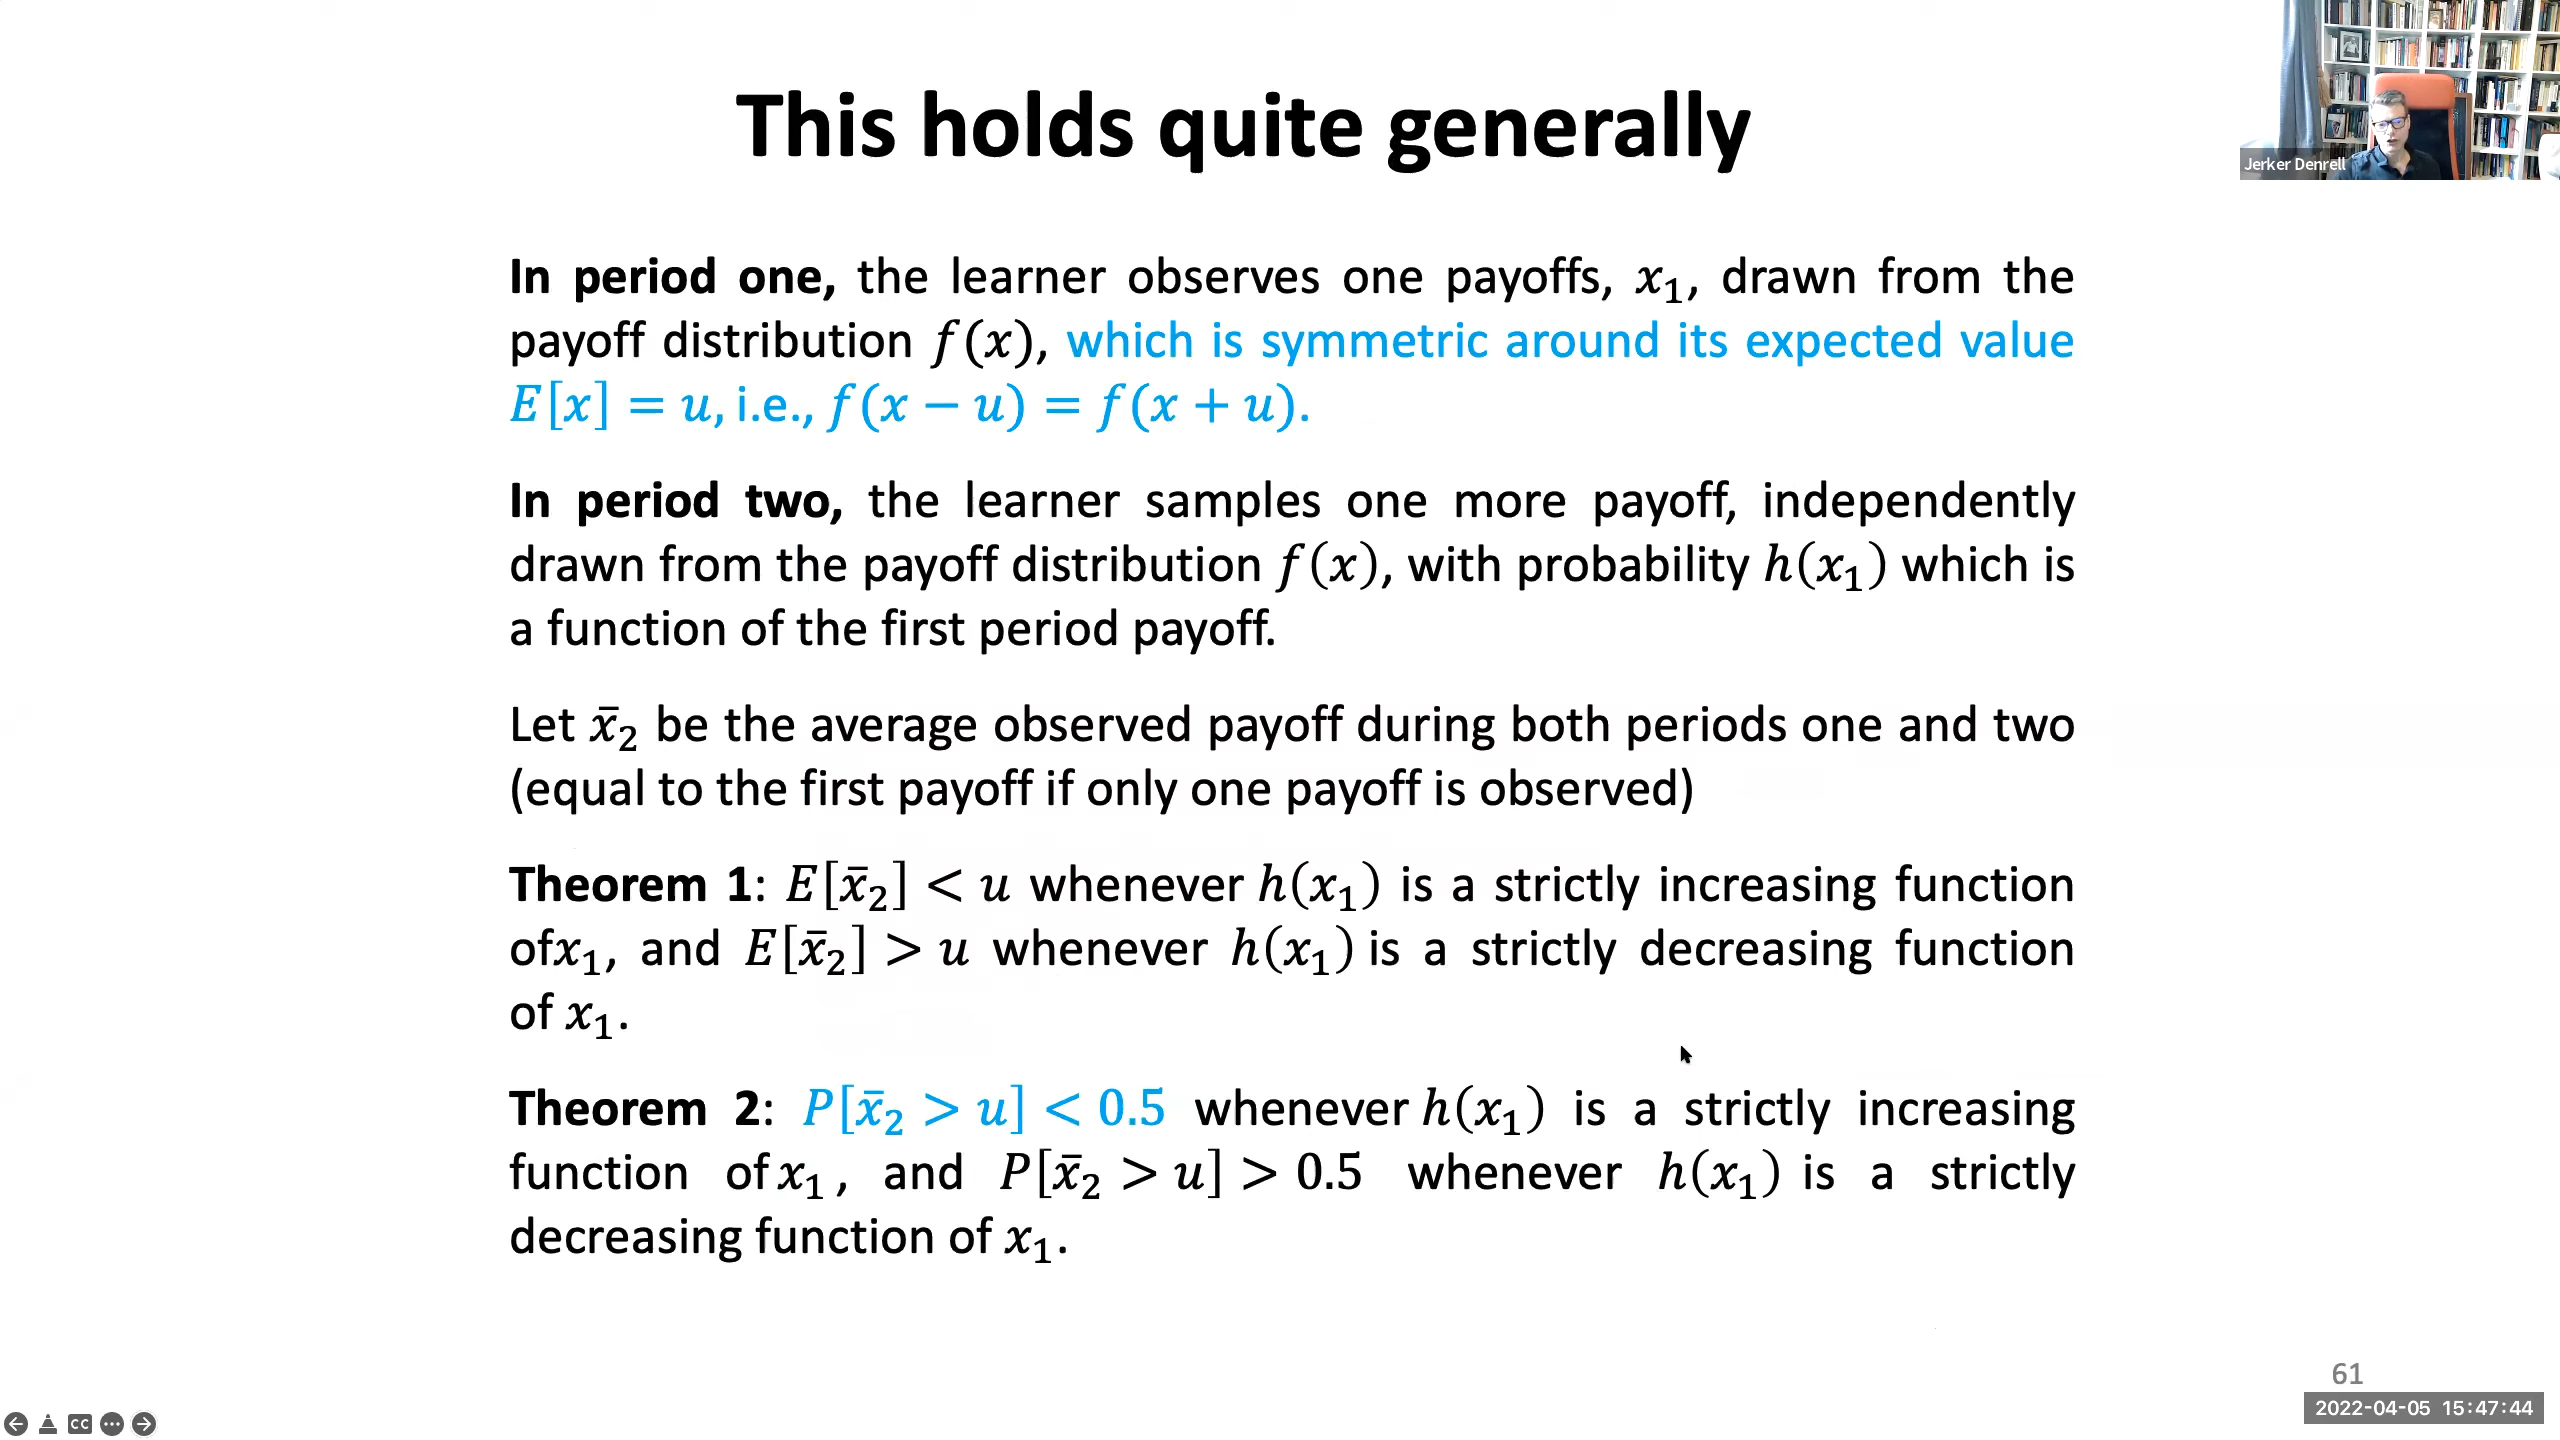 This holds quite generally
Jerker Denrell
In period one, the learner observes one payoffs, x₁, drawn from the
payoff distribution f(x), which is symmetric around its expected value
E[x] = u, i.e., f(x − u) = f(x + u).
In period two, the learner samples one more payoff, independently
drawn from the payoff distribution f(x), with probability h(x₁) which is
a function of the first period payoff.
Let x̄₂ be the average observed payoff during both periods one and two
(equal to the first payoff if only one payoff is observed)
Theorem 1: E[x̄₂] < u whenever h(x₁) is a strictly increasing function
ofx₁, and E[x̄₂] > u whenever h(x₁) is a strictly decreasing function
of x₁.
Theorem 2: P[x̄₂ > u] < 0.5 whenever h(x₁) is a strictly increasing
function of x₁, and P[x̄₂ > u] > 0.5 whenever h(x₁) is a strictly
decreasing function of x₁.
61
2022-04-05 15:47:44
CC